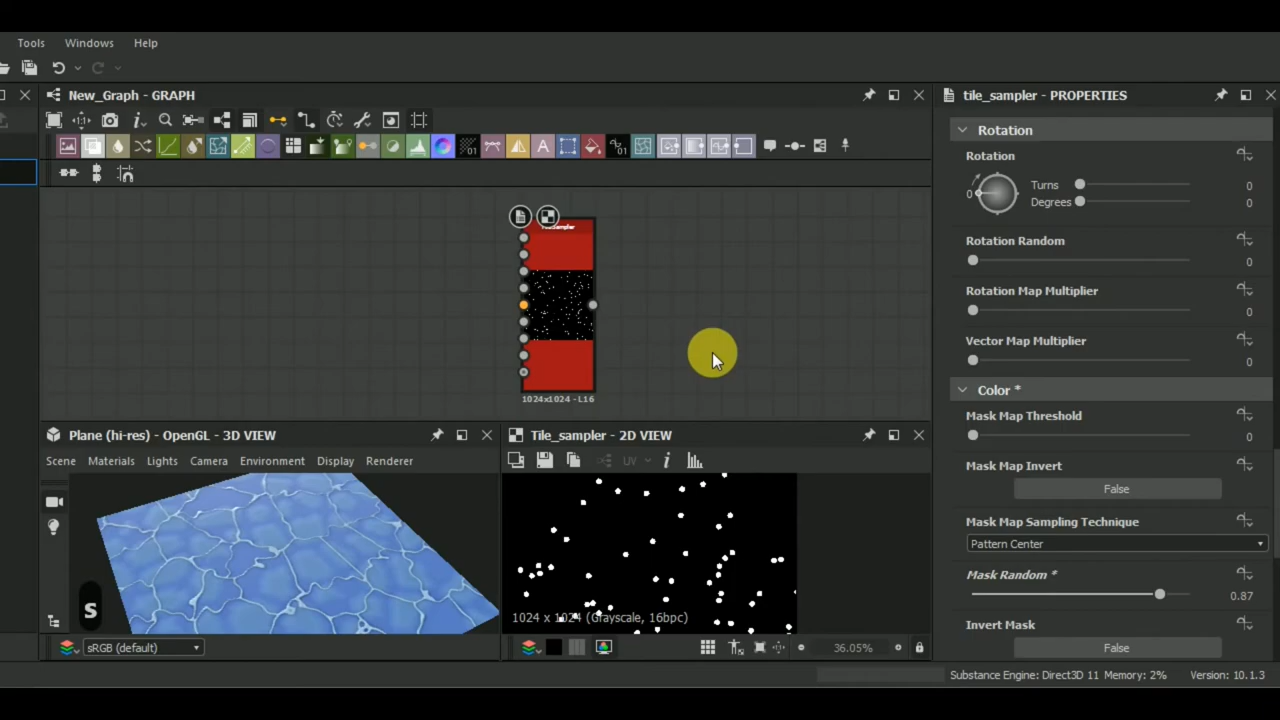 Tools Windows Help
New_Graph - GRAPH
tile_sampler - PROPERTIES
Rotation
Rotation
0
Turns 0
Degrees 0
Rotation Random
0
Rotation Map Multiplier
0
Vector Map Multiplier
0
Color *
Mask Map Threshold
0
Mask Map Invert
False
Mask Map Sampling Technique
Pattern Center
Mask Random *
0.87
Invert Mask
False
01
A
01
1024x1024 - L16
Plane (hi-res) - OpenGL - 3D VIEW
Scene Materials Lights Camera Environment Display Renderer
s
sRGB (default)
Tile_sampler - 2D VIEW
UV
1024 x 1024 (Grayscale, 16bpc)
36.05%
Substance Engine: Direct3D 11 Memory: 2% Version: 10.1.3